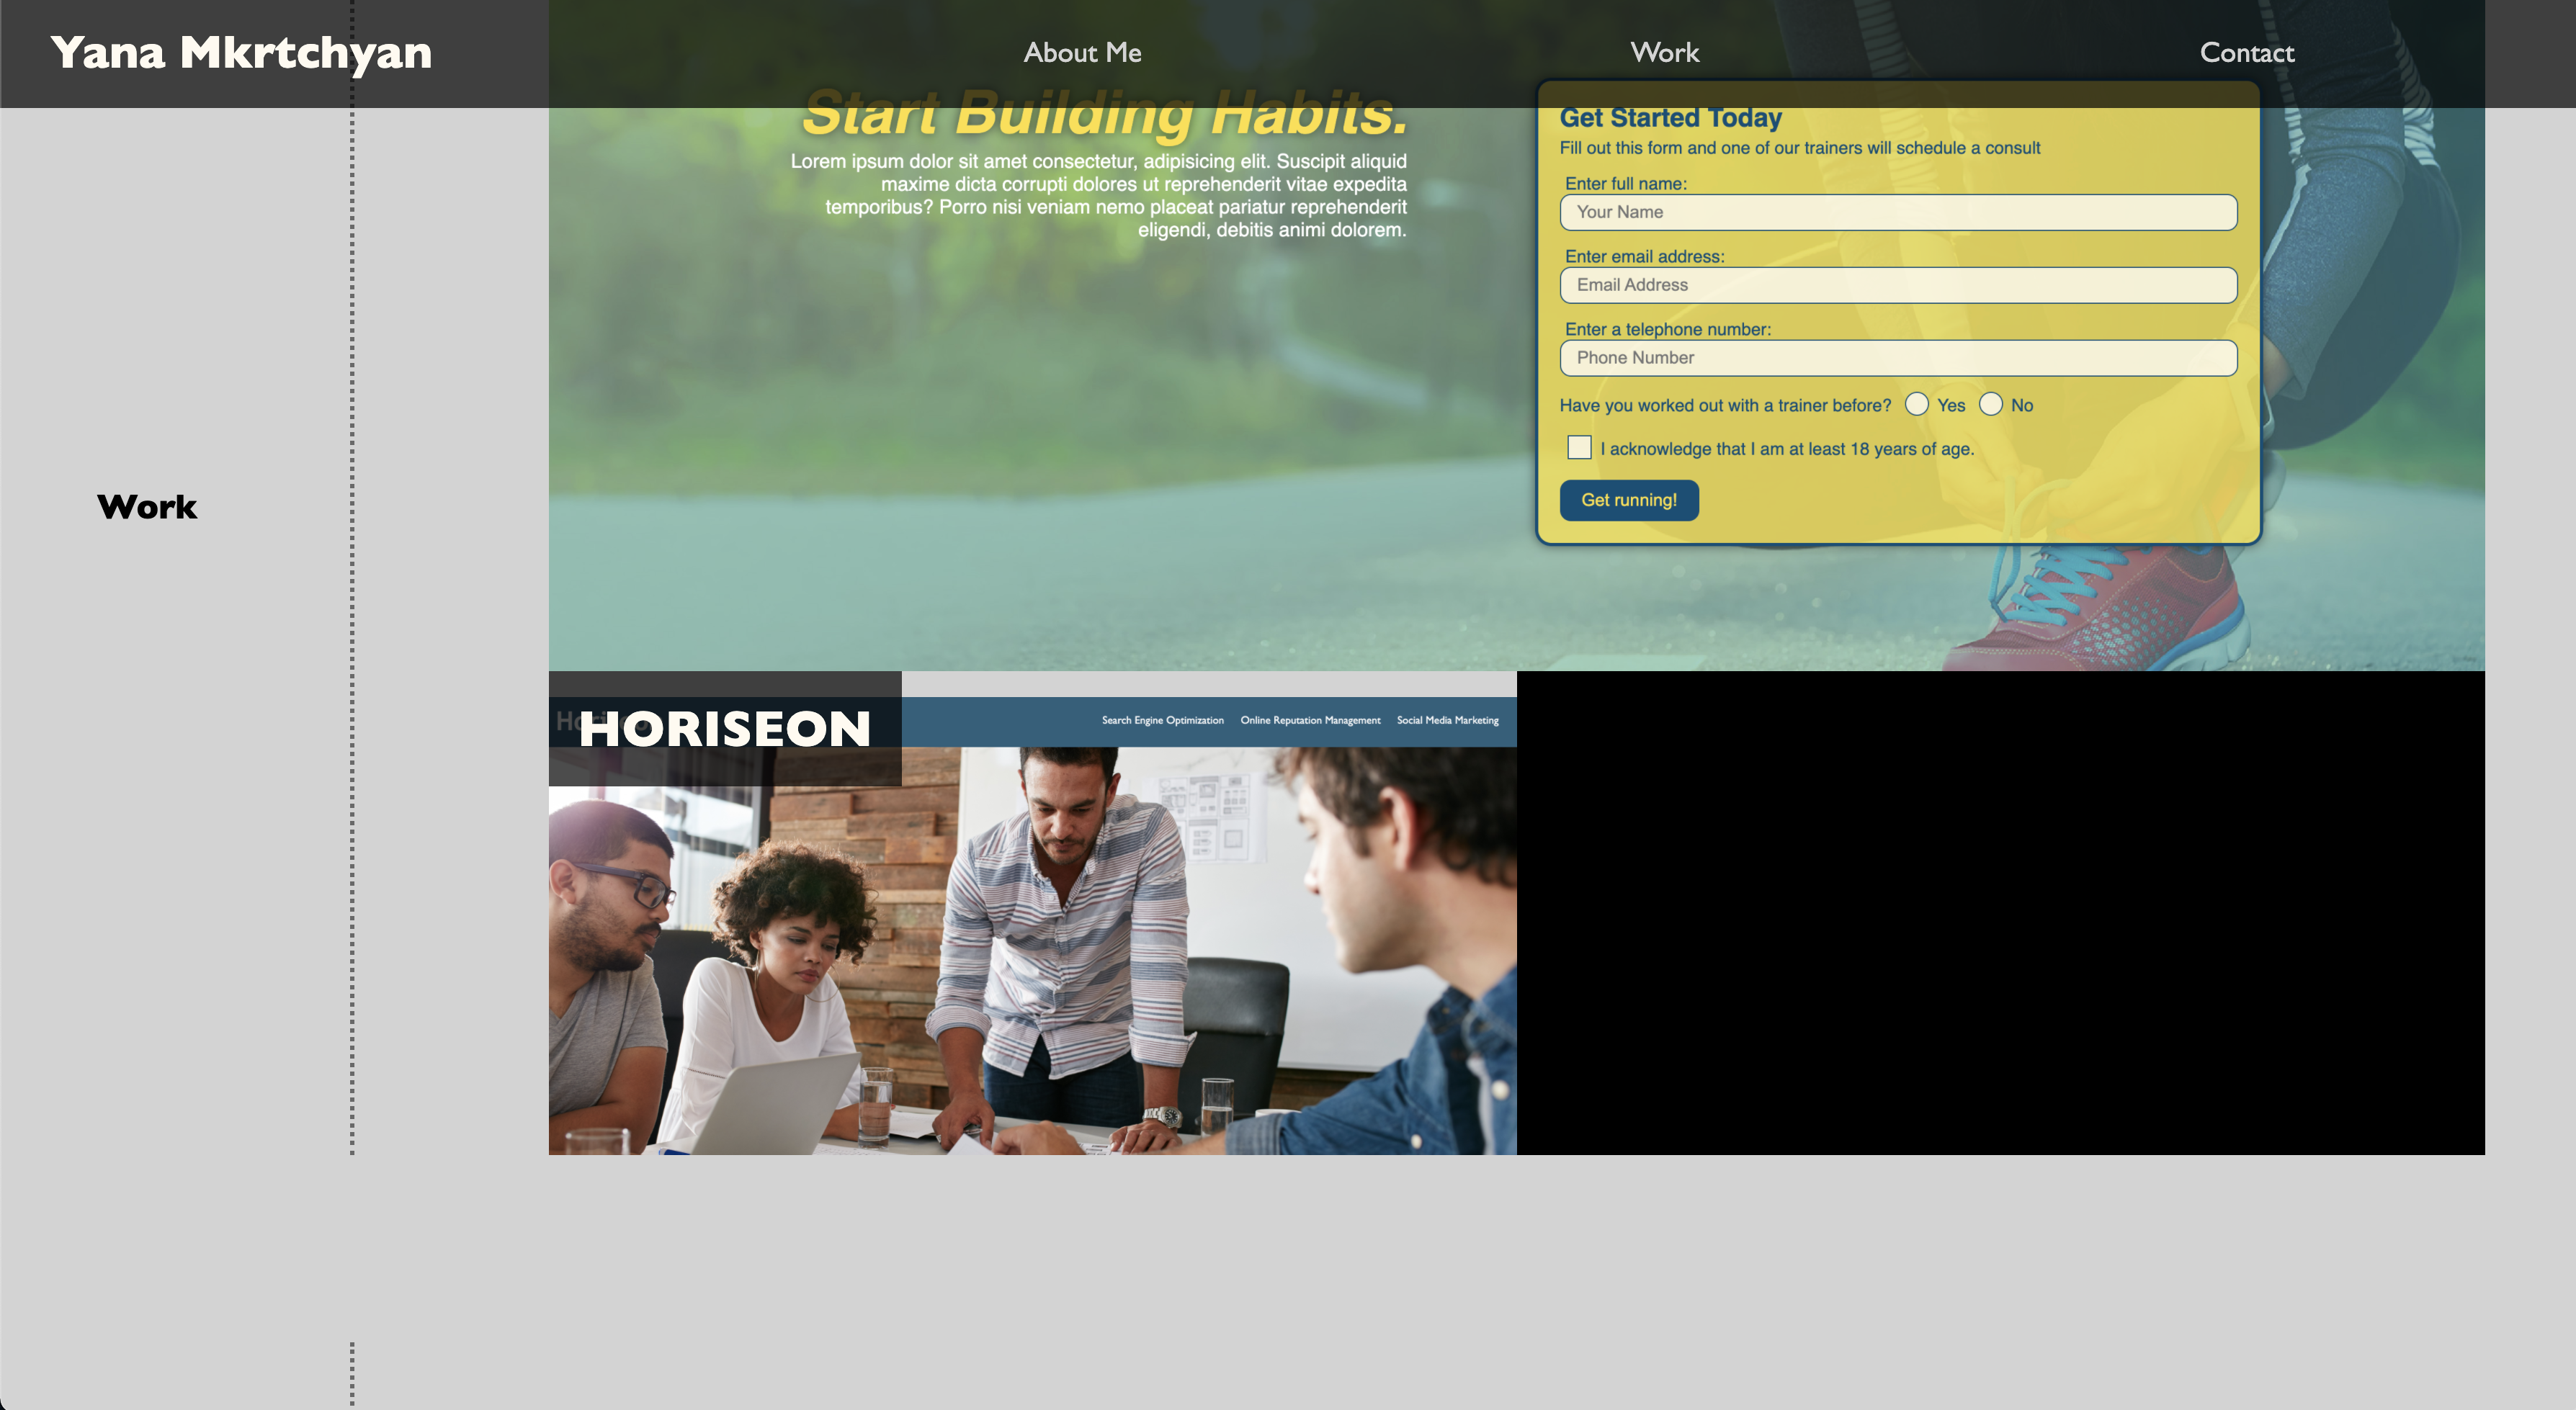 Yana Mkrtchyan
About Me
Work
Contact
Start Building Habits.
Lorem ipsum dolor sit amet consectetur, adipisicing elit. Suscipit aliquid
maxime dicta corrupti dolores ut reprehenderit vitae expedita
temporibus? Porro nisi veniam nemo placeat pariatur reprehenderit
eligendi, debitis animi dolorem.
Get Started Today
Fill out this form and one of our trainers will schedule a consult
Enter full name:
Your Name
Enter email address:
Email Address
Enter a telephone number:
Phone Number
Have you worked out with a trainer before? Yes No
I acknowledge that I am at least 18 years of age.
Get running!
Work
HORISEON
Search Engine Optimization
Online Reputation Management
Social Media Marketing